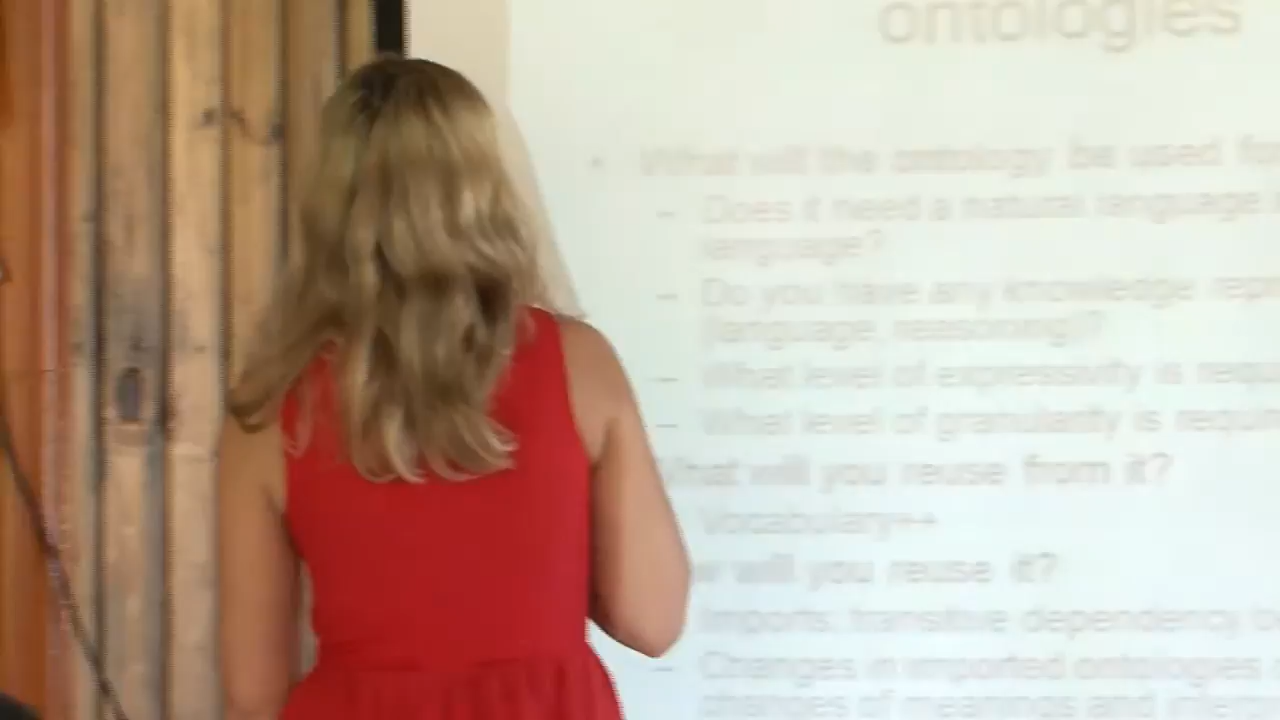 ontologies
• What will the ontology be used
– Does it need a natural language
language?
– Do you have any knowledge
language, reasoning)?
– What level of expressivity is
– What level of granularity is
will you reuse from it?
Vocabulary++
will you reuse it?
imports: transitive dependency
– Changes in imported ontologies
changes of meanings and